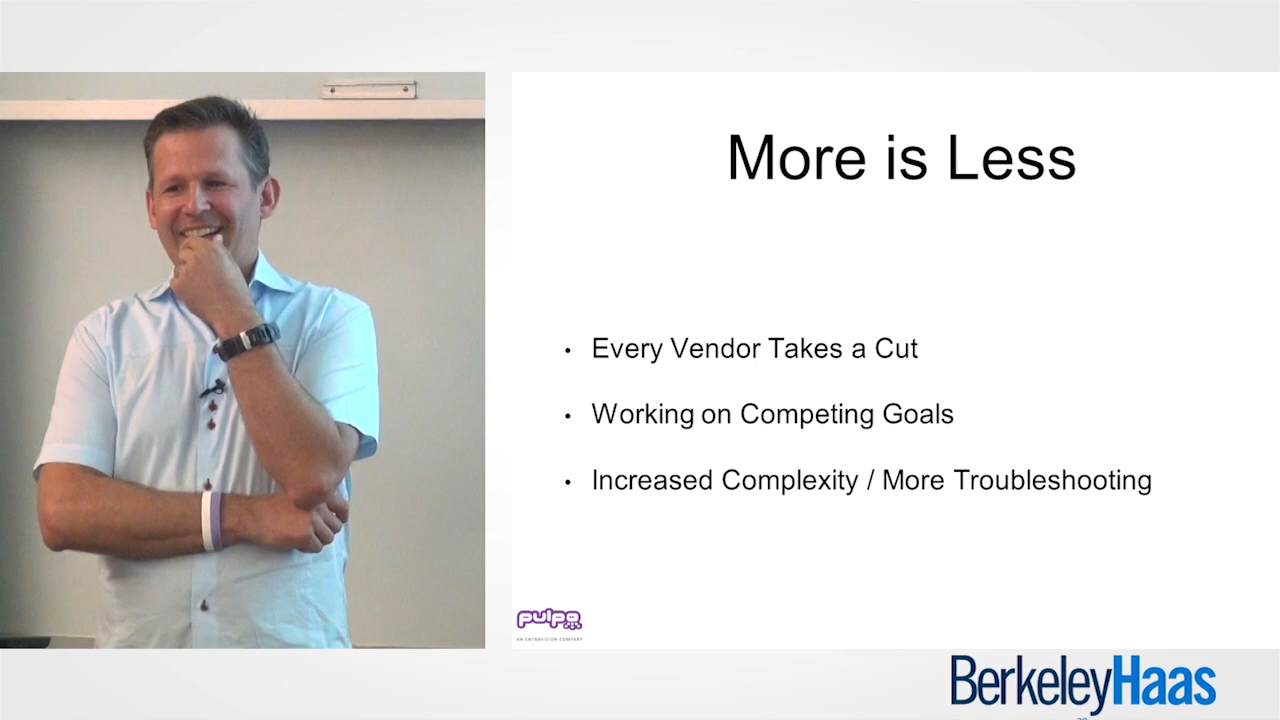 More is Less
• Every Vendor Takes a Cut
• Working on Competing Goals
• Increased Complexity / More Troubleshooting
pulpo
AN ENTRAVISION COMPANY
BerkeleyHaas